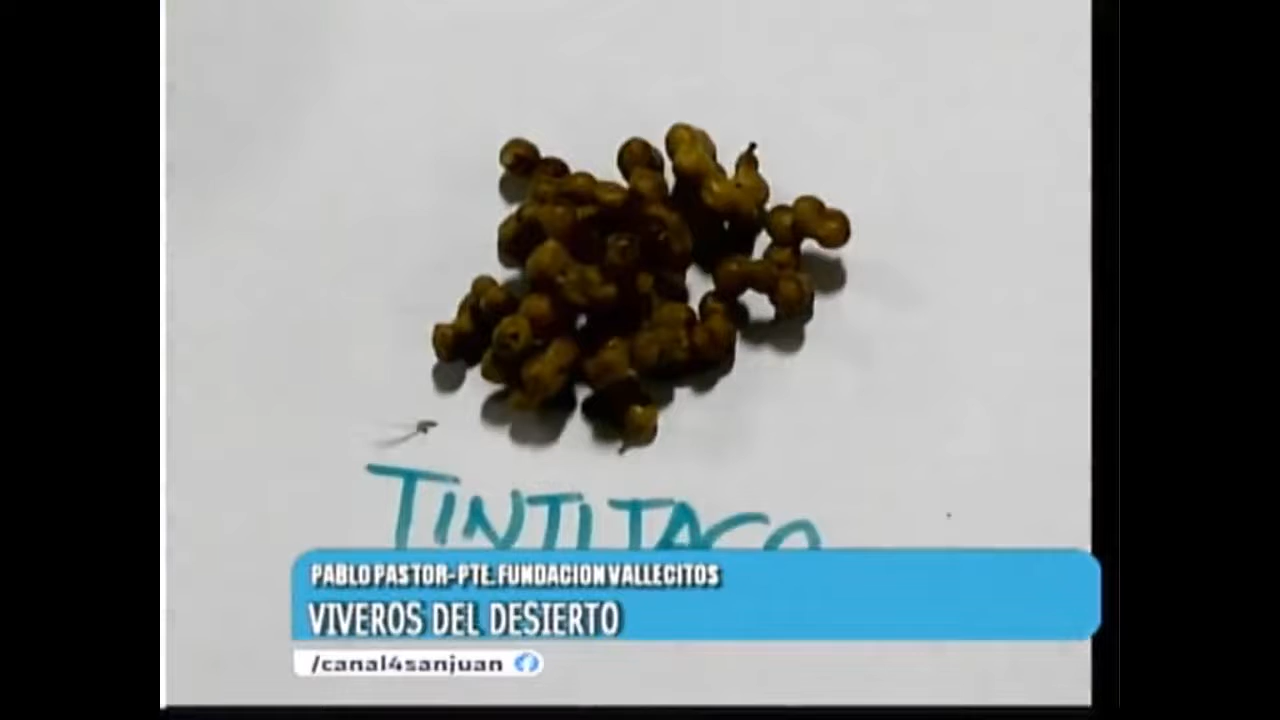 TINTITACO
PABLO PASTOR-PTE. FUNDACION VALLECITOS
VIVEROS DEL DESIERTO
/canal4sanjuan